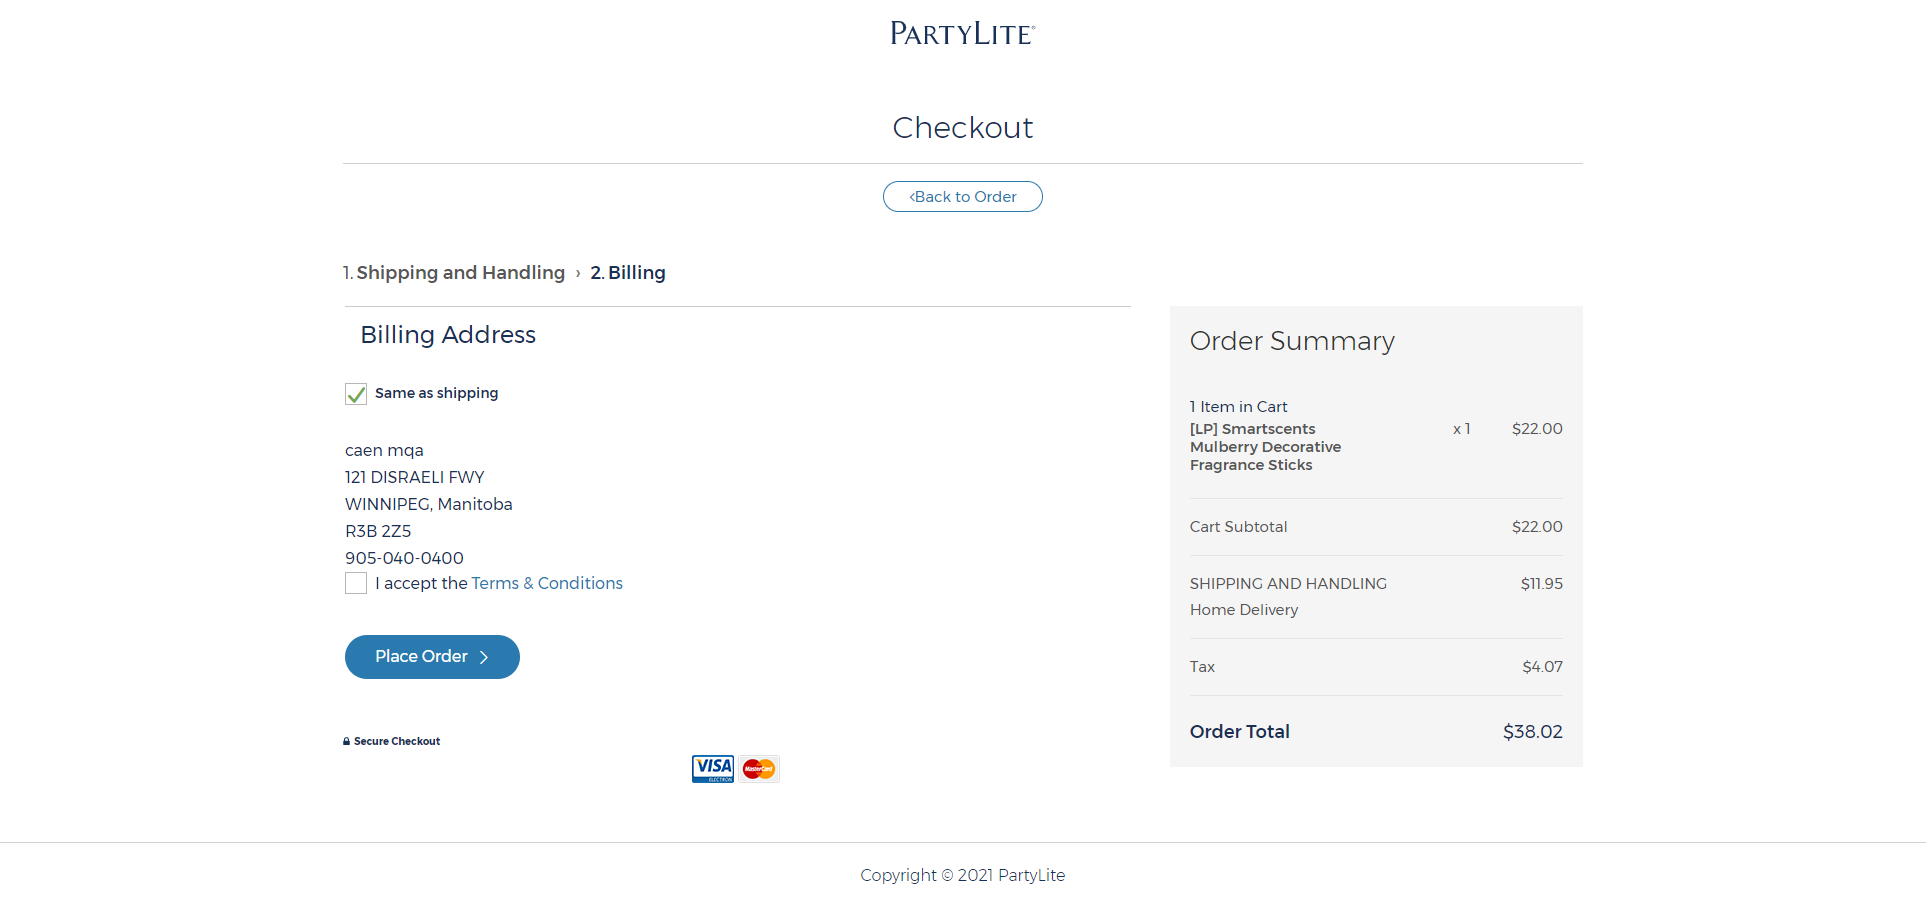 PARTYLITE®
Checkout
‹Back to Order
1. Shipping and Handling › 2. Billing
Billing Address
Same as shipping
caen mqa
121 DISRAELI FWY
WINNIPEG, Manitoba
R3B 2Z5
905-040-0400
I accept the Terms & Conditions
Place Order
Secure Checkout
VISA
ELECTRON
MasterCard
Order Summary
1 Item in Cart
[LP] Smartscents x 1 $22.00
Mulberry Decorative
Fragrance Sticks
Cart Subtotal $22.00
SHIPPING AND HANDLING $11.95
Home Delivery
Tax $4.07
Order Total $38.02
Copyright © 2021 PartyLite